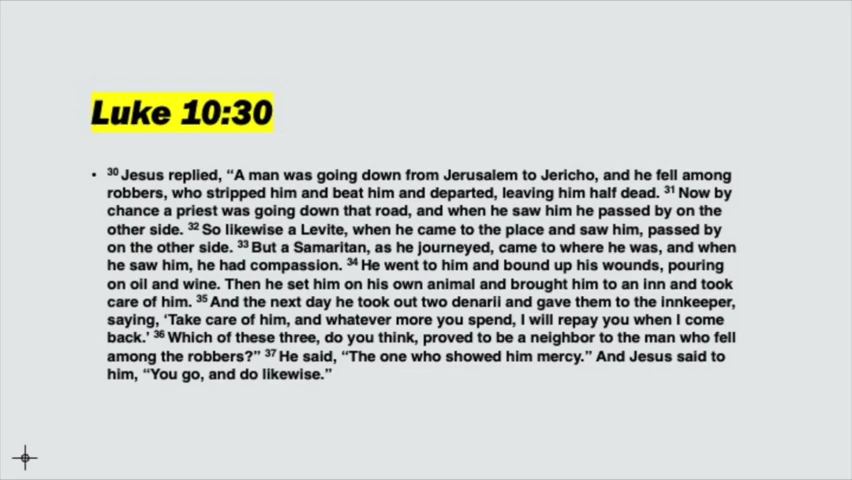 Luke 10:30
• 30 Jesus replied, “A man was going down from Jerusalem to Jericho, and he fell among
robbers, who stripped him and beat him and departed, leaving him half dead. 31 Now by
chance a priest was going down that road, and when he saw him he passed by on the
other side. 32 So likewise a Levite, when he came to the place and saw him, passed by
on the other side. 33 But a Samaritan, as he journeyed, came to where he was, and when
he saw him, he had compassion. 34 He went to him and bound up his wounds, pouring
on oil and wine. Then he set him on his own animal and brought him to an inn and took
care of him. 35 And the next day he took out two denarii and gave them to the innkeeper,
saying, ‘Take care of him, and whatever more you spend, I will repay you when I come
back.’ 36 Which of these three, do you think, proved to be a neighbor to the man who fell
among the robbers?” 37 He said, “The one who showed him mercy.” And Jesus said to
him, “You go, and do likewise.”